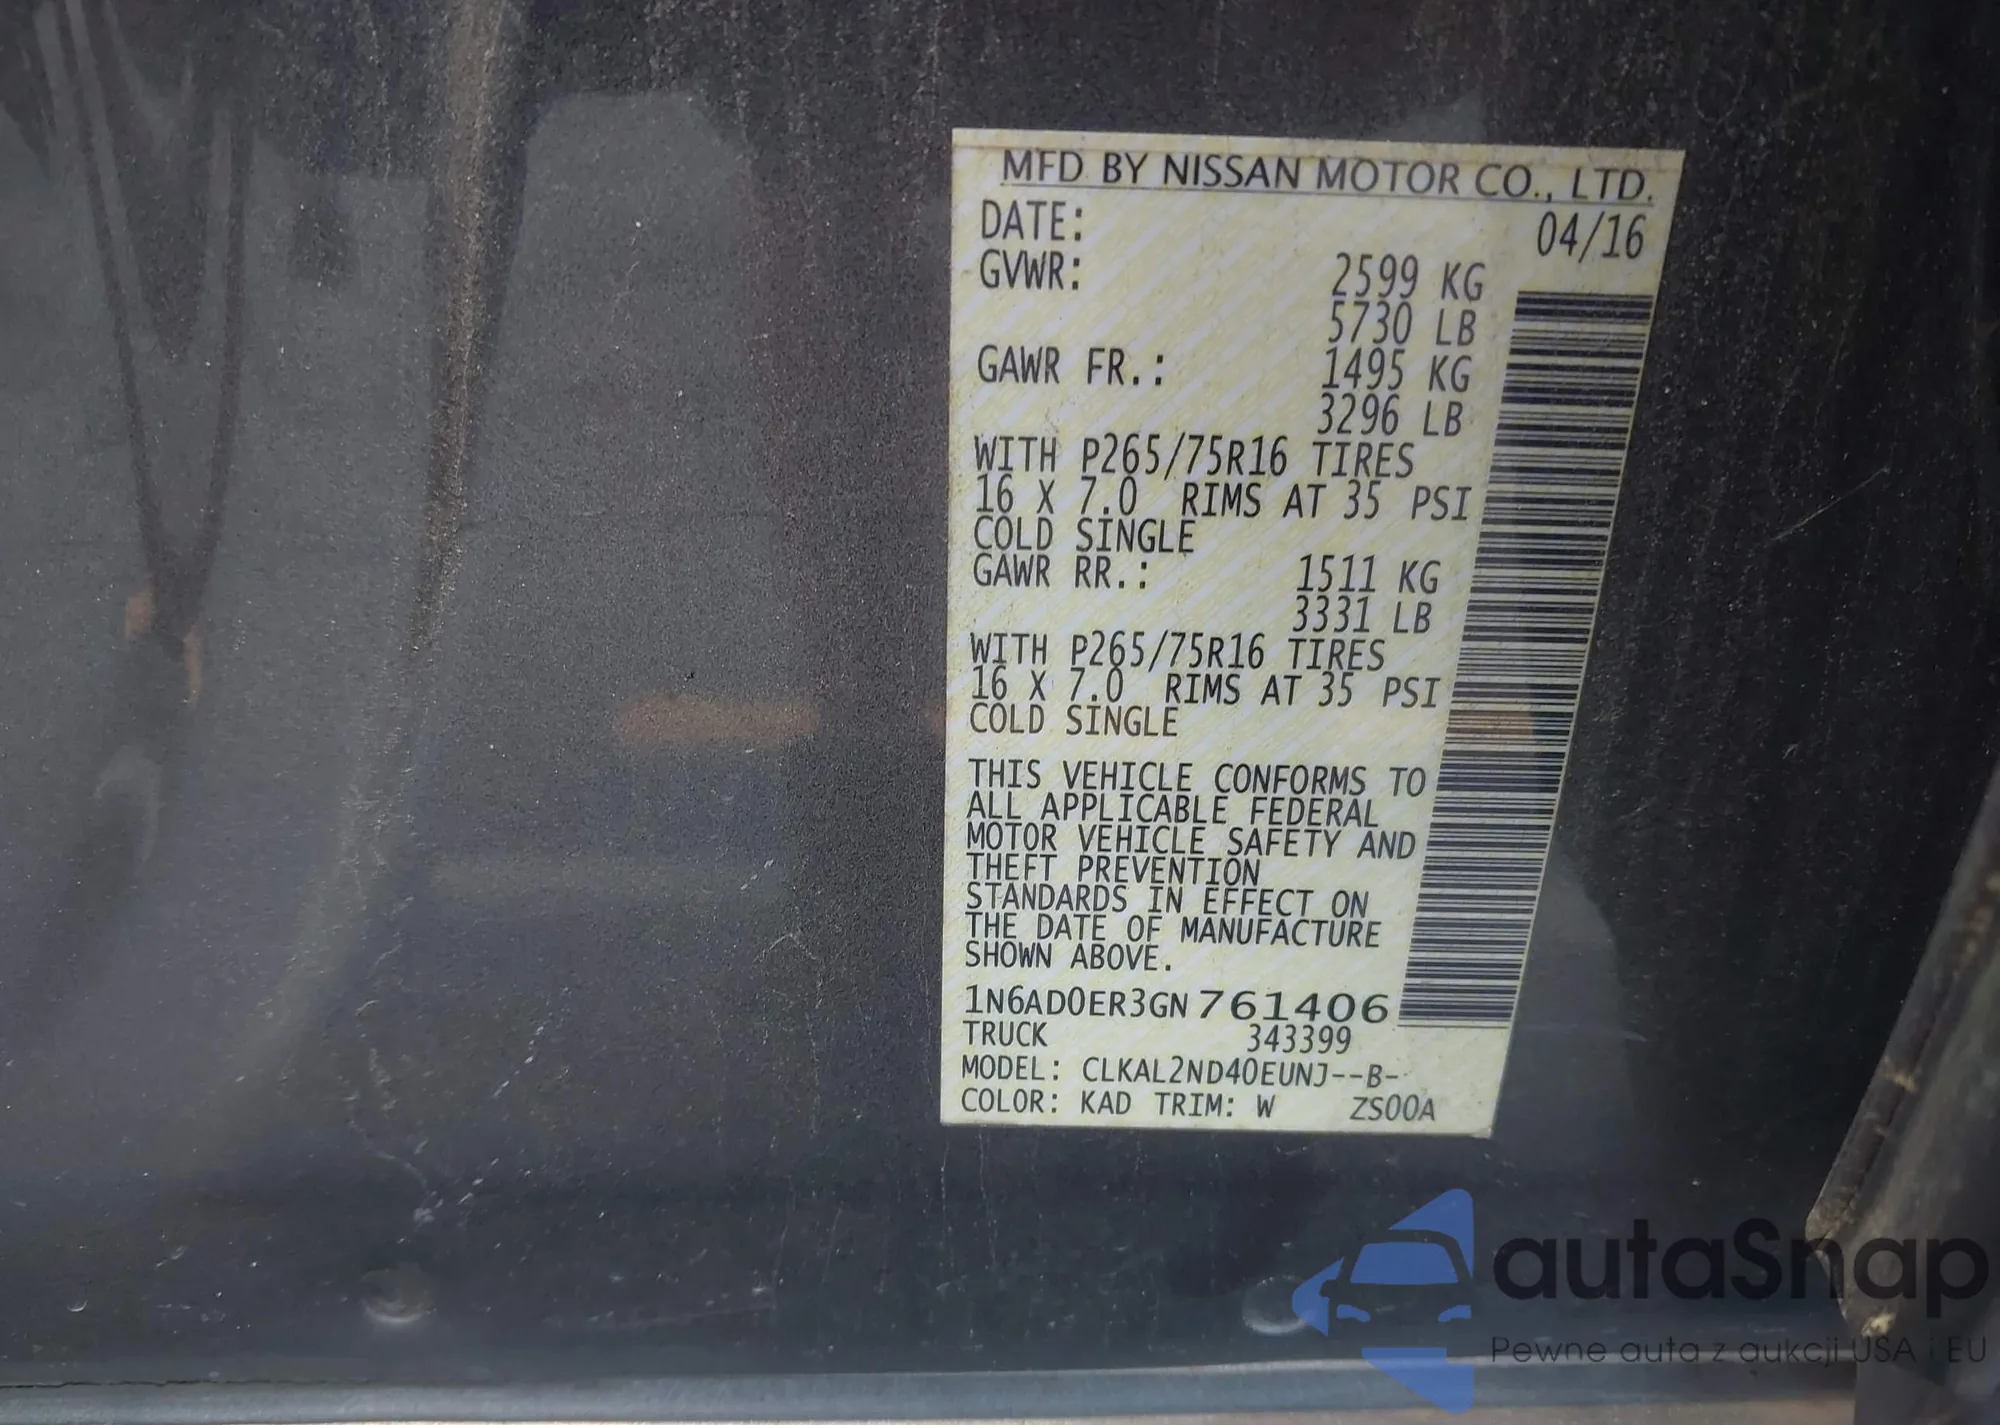 MFD BY NISSAN MOTOR CO., LTD.
DATE: 04/16
GVWR: 2599 KG
5730 LB
GAWR FR.: 1495 KG
3296 LB
WITH P265/75R16 TIRES
16 X 7.0 RIMS AT 35 PSI
COLD SINGLE
GAWR RR.: 1511 KG
3331 LB
WITH P265/75R16 TIRES
16 X 7.0 RIMS AT 35 PSI
COLD SINGLE
THIS VEHICLE CONFORMS TO
ALL APPLICABLE FEDERAL
MOTOR VEHICLE SAFETY AND
THEFT PREVENTION
STANDARDS IN EFFECT ON
THE DATE OF MANUFACTURE
SHOWN ABOVE.
1N6AD0ER3GN761406
TRUCK 343399
MODEL: CLKAL2ND40EUNJ--B-
COLOR: KAD TRIM: W ZS00A
autaSnap
Pewne auta z aukcji USA i EU